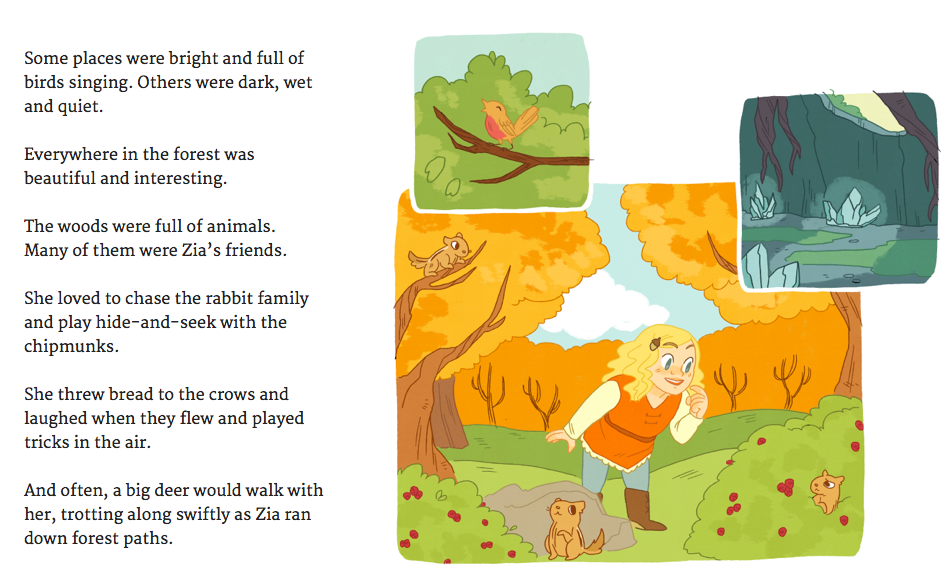 Some places were bright and full of
birds singing. Others were dark, wet
and quiet.
Everywhere in the forest was
beautiful and interesting.
The woods were full of animals.
Many of them were Zia’s friends.
She loved to chase the rabbit family
and play hide-and-seek with the
chipmunks.
She threw bread to the crows and
laughed when they flew and played
tricks in the air.
And often, a big deer would walk with
her, trotting along swiftly as Zia ran
down forest paths.